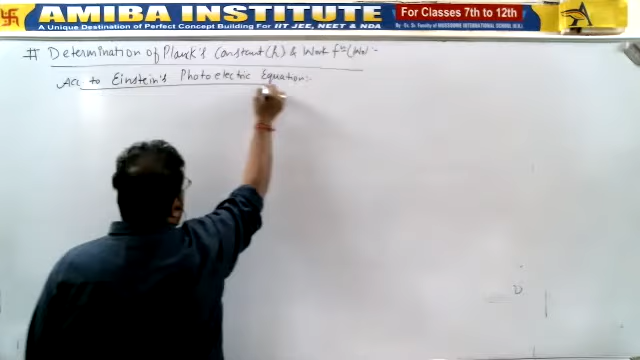 AMIBA INSTITUTE
A Unique Destination of Perfect Concept Building For IIT JEE, NEET & NDA
For Classes 7th to 12th
# Determination of Planck's Constant (h) & Work fⁿ (W₀) :-
Acc to Einstein's Photoelectric Equation:-